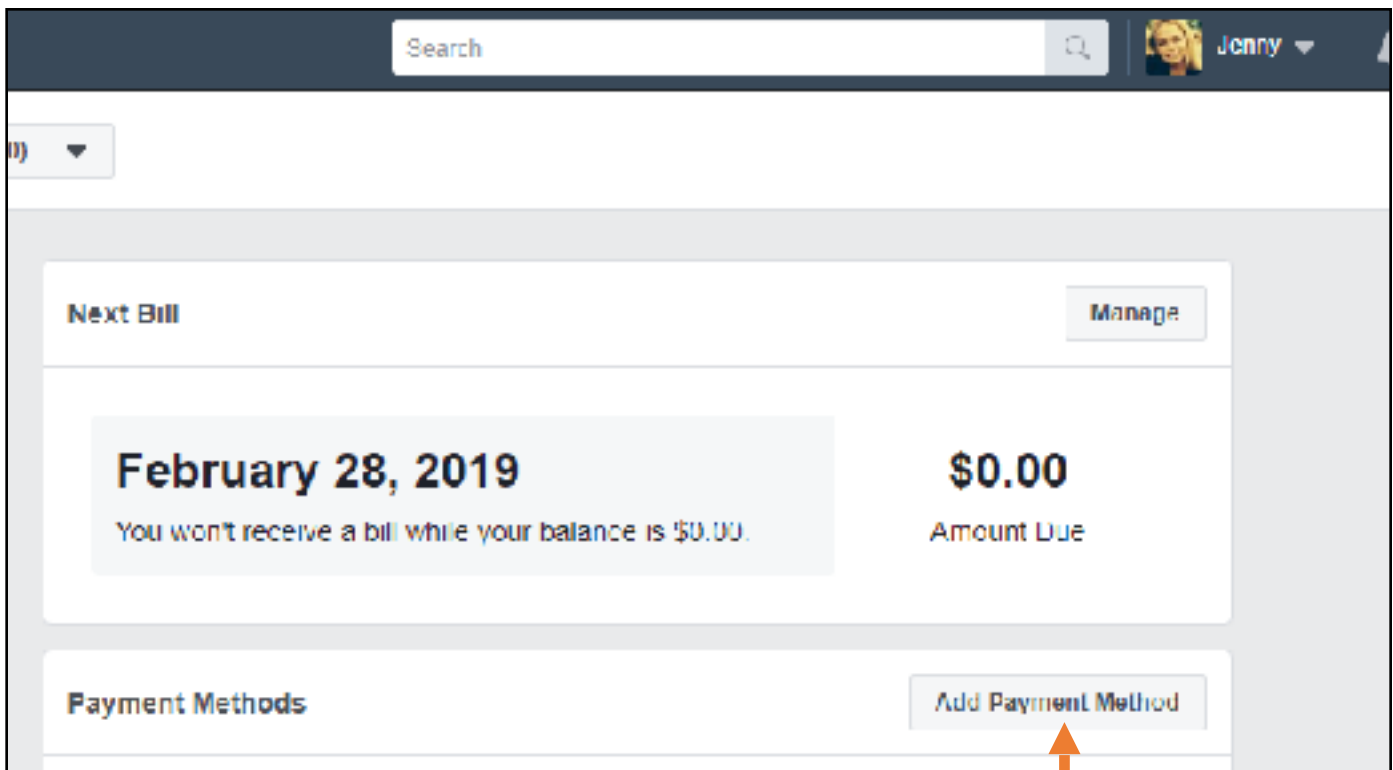 Search
Jenny
0)
Next Bill
Manage
February 28, 2019
$0.00
You won't receive a bill while your balance is $0.00.
Amount Due
Payment Methods
Add Payment Method